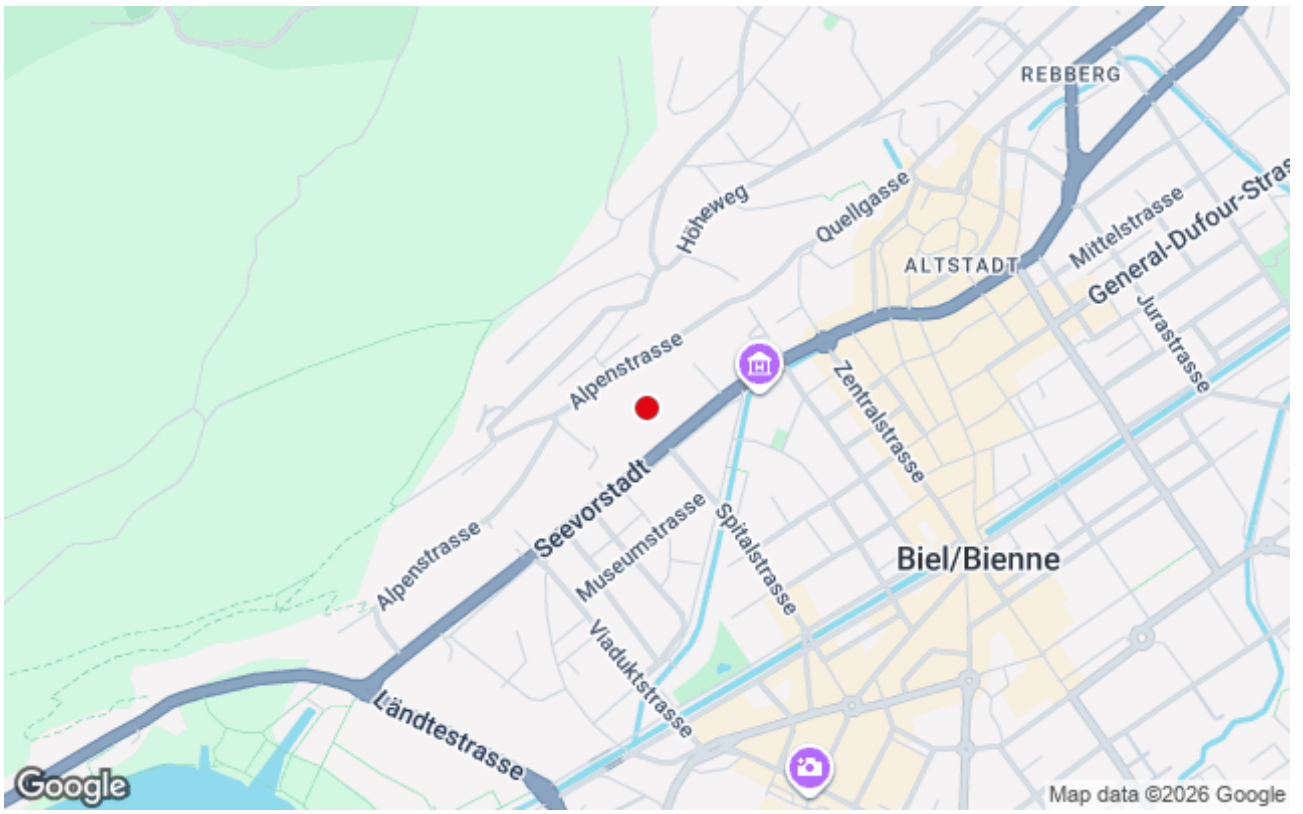 REBBERG
Höheweg
Quellgasse
Mittelstrasse
General-Dufour-Stras
ALTSTADT
Jurastrasse
Alpenstrasse
Zentralstrasse
Seevorstadt
Museumstrasse
Spitalstrasse
Alpenstrasse
Biel/Bienne
Viaduktstrasse
Ländtestrasse
Google
Map data ©2026 Google